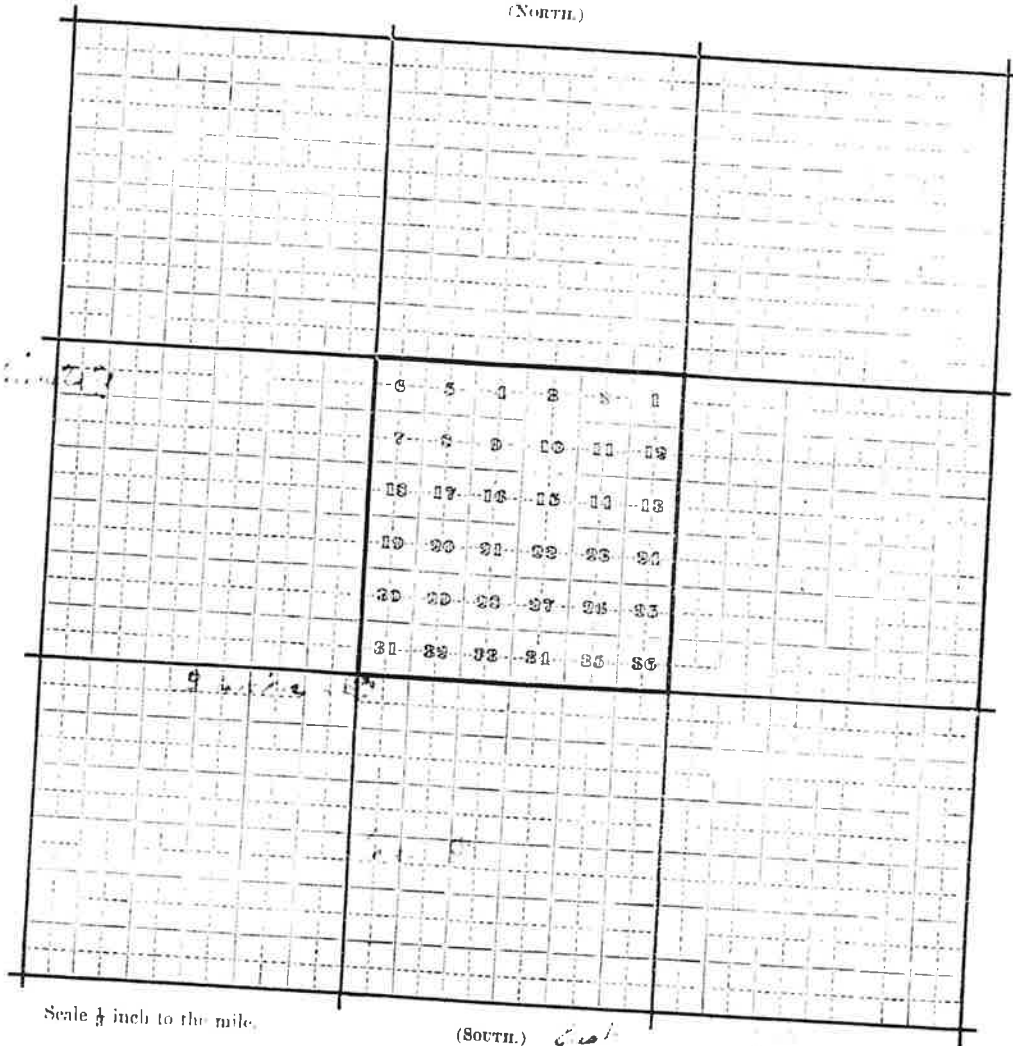 (NORTH.)
6 5 4 3 2 1
7 8 9 10 11 12
18 17 16 15 14 13
19 20 21 22 23 24
30 29 28 27 26 25
31 32 33 34 35 36
Scale ⅓ inch to the mile.
(SOUTH.)